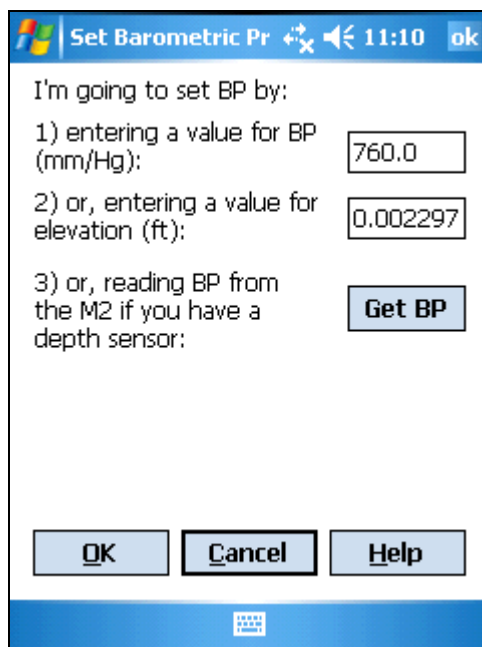 Set Barometric Pr 11:10 ok
I'm going to set BP by:
1) entering a value for BP
(mm/Hg):
760.0
2) or, entering a value for
elevation (ft):
0.002297
3) or, reading BP from
the M2 if you have a
depth sensor:
Get BP
OK Cancel Help